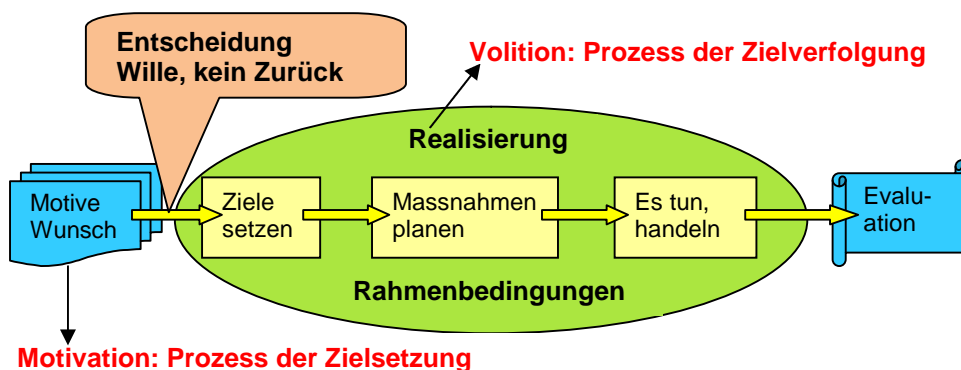 Entscheidung
Wille, kein Zurück
Volition: Prozess der Zielverfolgung
Realisierung
Motive
Wunsch
Ziele
setzen
Massnahmen
planen
Es tun,
handeln
Evalu-
ation
Rahmenbedingungen
Motivation: Prozess der Zielsetzung